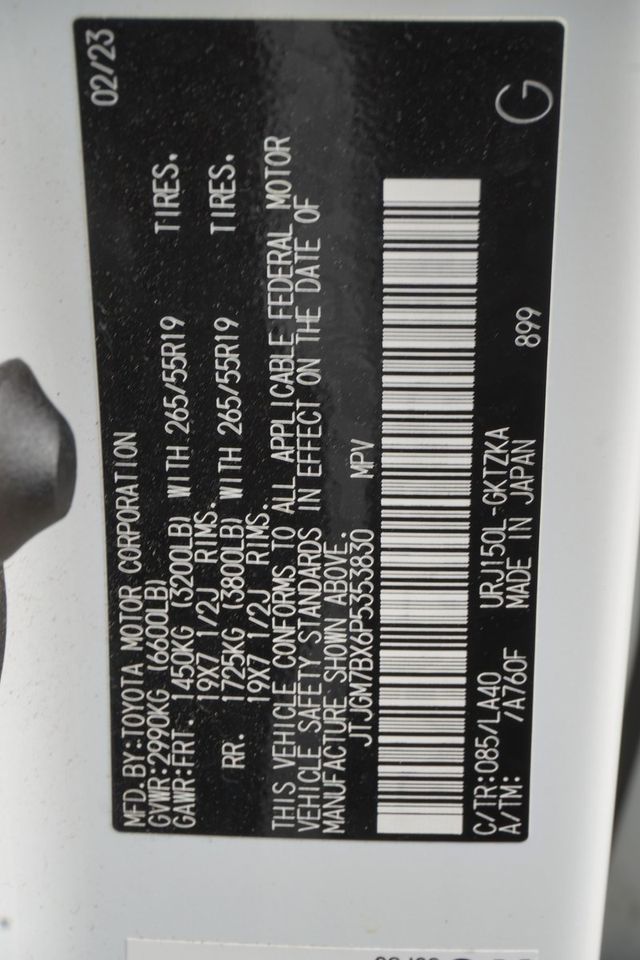 MFD.BY:TOYOTA MOTOR CORPORATION 02/23
GVWR:2990KG (6600LB)
GAWR:FRT. 1450KG (3200LB) WITH 265/55R19 TIRES.
19X7 1/2J RIMS.
RR. 1725KG (3800LB) WITH 265/55R19 TIRES.
19X7 1/2J RIMS.
THIS VEHICLE CONFORMS TO ALL APPLICABLE FEDERAL MOTOR
VEHICLE SAFETY STANDARDS IN EFFECT ON THE DATE OF
MANUFACTURE SHOWN ABOVE.
JTJGM7BX6P5353830 MPV
C/TR:085/LA40 URJ150L-GKTZKA
A/TM: /A760F MADE IN JAPAN 899
G